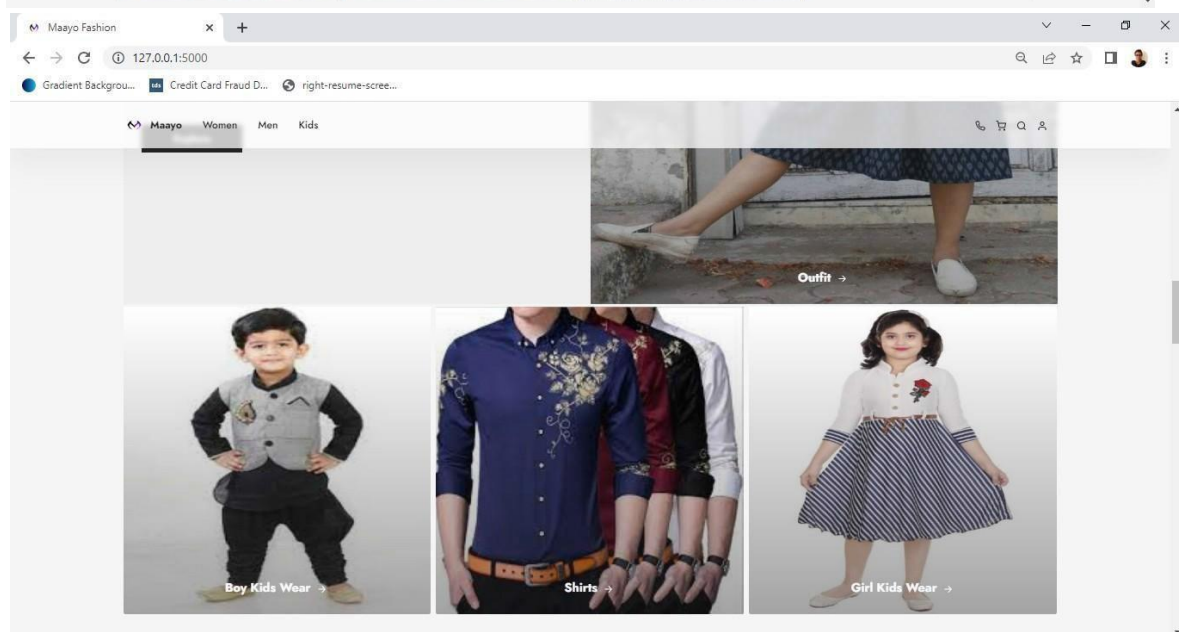 Maayo Fashion
127.0.0.1:5000
Gradient Backgrou...
tds
Credit Card Fraud D...
right-resume-scree...
Maayo Women Men Kids
Outfit →
Boy Kids Wear →
Shirts →
Girl Kids Wear →